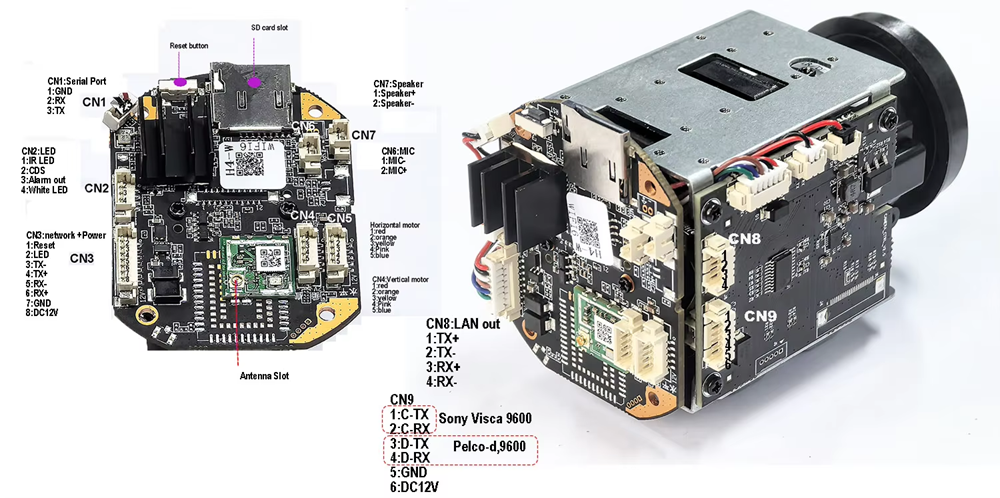 SD card slot
Reset button
CN1:Serial Port
1:GND
2:RX
3:TX
CN1
CN7:Speaker
1:Speaker+
2:Speaker-
CN6
CN7
H4-W
WIFI6
CN2:LED
1:IR LED
2:CDS
3:Alarm out
4:White LED
CN2
CN6:MIC
1:MIC-
2:MIC+
CN4
CN5
CN3:network +Power
1:Reset
2:LED
3:TX-
4:TX+
5:RX-
6:RX+
7:GND
8:DC12V
CN3
Horizontal motor
1:red
2:orange
3:yellow
4:Pink
5:blue
CN4:Vertical motor
1:red
2:orange
3:yellow
4:Pink
5:blue
Antenna Slot
CN8
CN9
CN8:LAN out
1:TX+
2:TX-
3:RX+
4:RX-
CN9
1:C-TX
2:C-RX
Sony Visca 9600
3:D-TX
4:D-RX
Pelco-d,9600
5:GND
6:DC12V